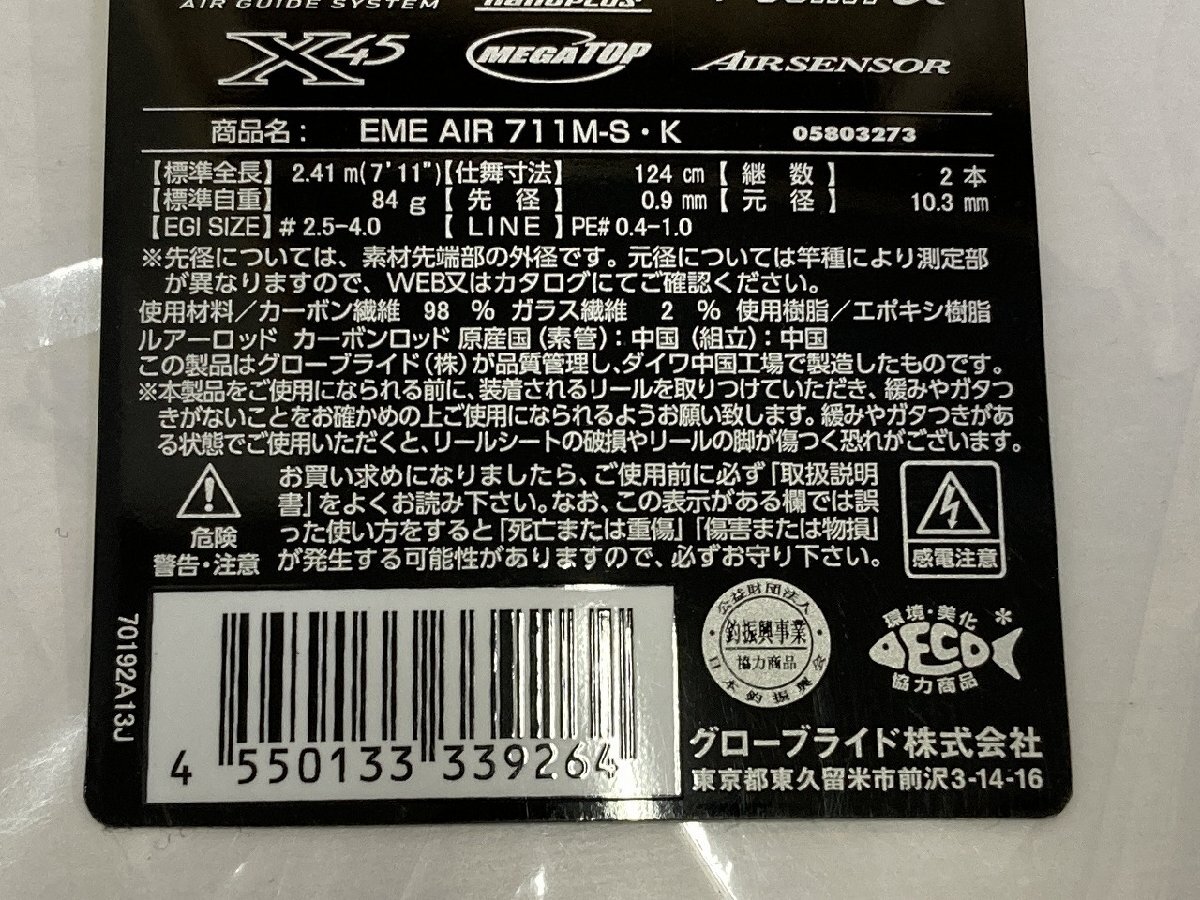 AIR GUIDE SYSTEM
nanoplus
X45
MEGATOP
AIRSENSOR
商品名： EME AIR 711M-S・K 05803273
【標準全長】 2.41 m(7'11")【仕舞寸法】 124 cm【継数】 2 本
【標準自重】 84 g【先径】 0.9 mm【元径】 10.3 mm
【EGI SIZE】# 2.5-4.0 【LINE】PE# 0.4-1.0
※先径については、素材先端部の外径です。元径については竿種により測定部
が異なりますので、WEB又はカタログにてご確認ください。
使用材料／カーボン繊維 98 % ガラス繊維 2 % 使用樹脂／エポキシ樹脂
ルアーロッド カーボンロッド 原産国（素管）：中国（組立）：中国
この製品はグローブライド（株）が品質管理し、ダイワ中国工場で製造したものです。
※本製品をご使用になられる前に、装着されるリールを取りつけていただき、緩みやガタつ
きがないことをお確かめの上ご使用になられるようお願い致します。緩みやガタつきがあ
る状態でご使用いただくと、リールシートの破損やリールの脚が傷つく恐れがございます。
危険
警告・注意
お買い求めになりましたら、ご使用前に必ず「取扱説明
書」をよくお読み下さい。なお、この表示がある欄では誤
った使い方をすると「死亡または重傷」「傷害または物損」
が発生する可能性がありますので、必ずお守り下さい。
感電注意
70192A13J
4 550133 339264
公益財団法人
釣振興事業
協力商品
日本釣振興会
環境・美化
ECO
協力商品
グローブライド株式会社
東京都東久留米市前沢3-14-16